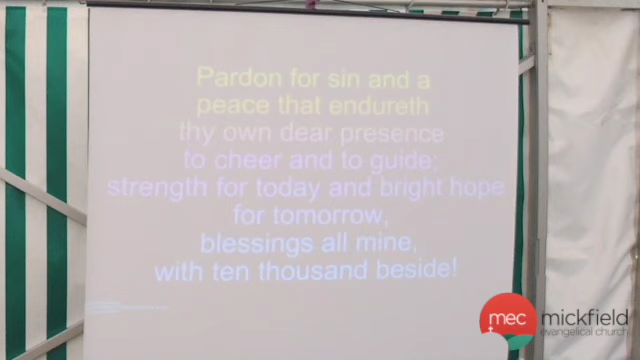 Pardon for sin and a
peace that endureth
thy own dear presence
to cheer and to guide;
strength for today and bright hope
for tomorrow,
blessings all mine,
with ten thousand beside!
mec mickfield
evangelical church